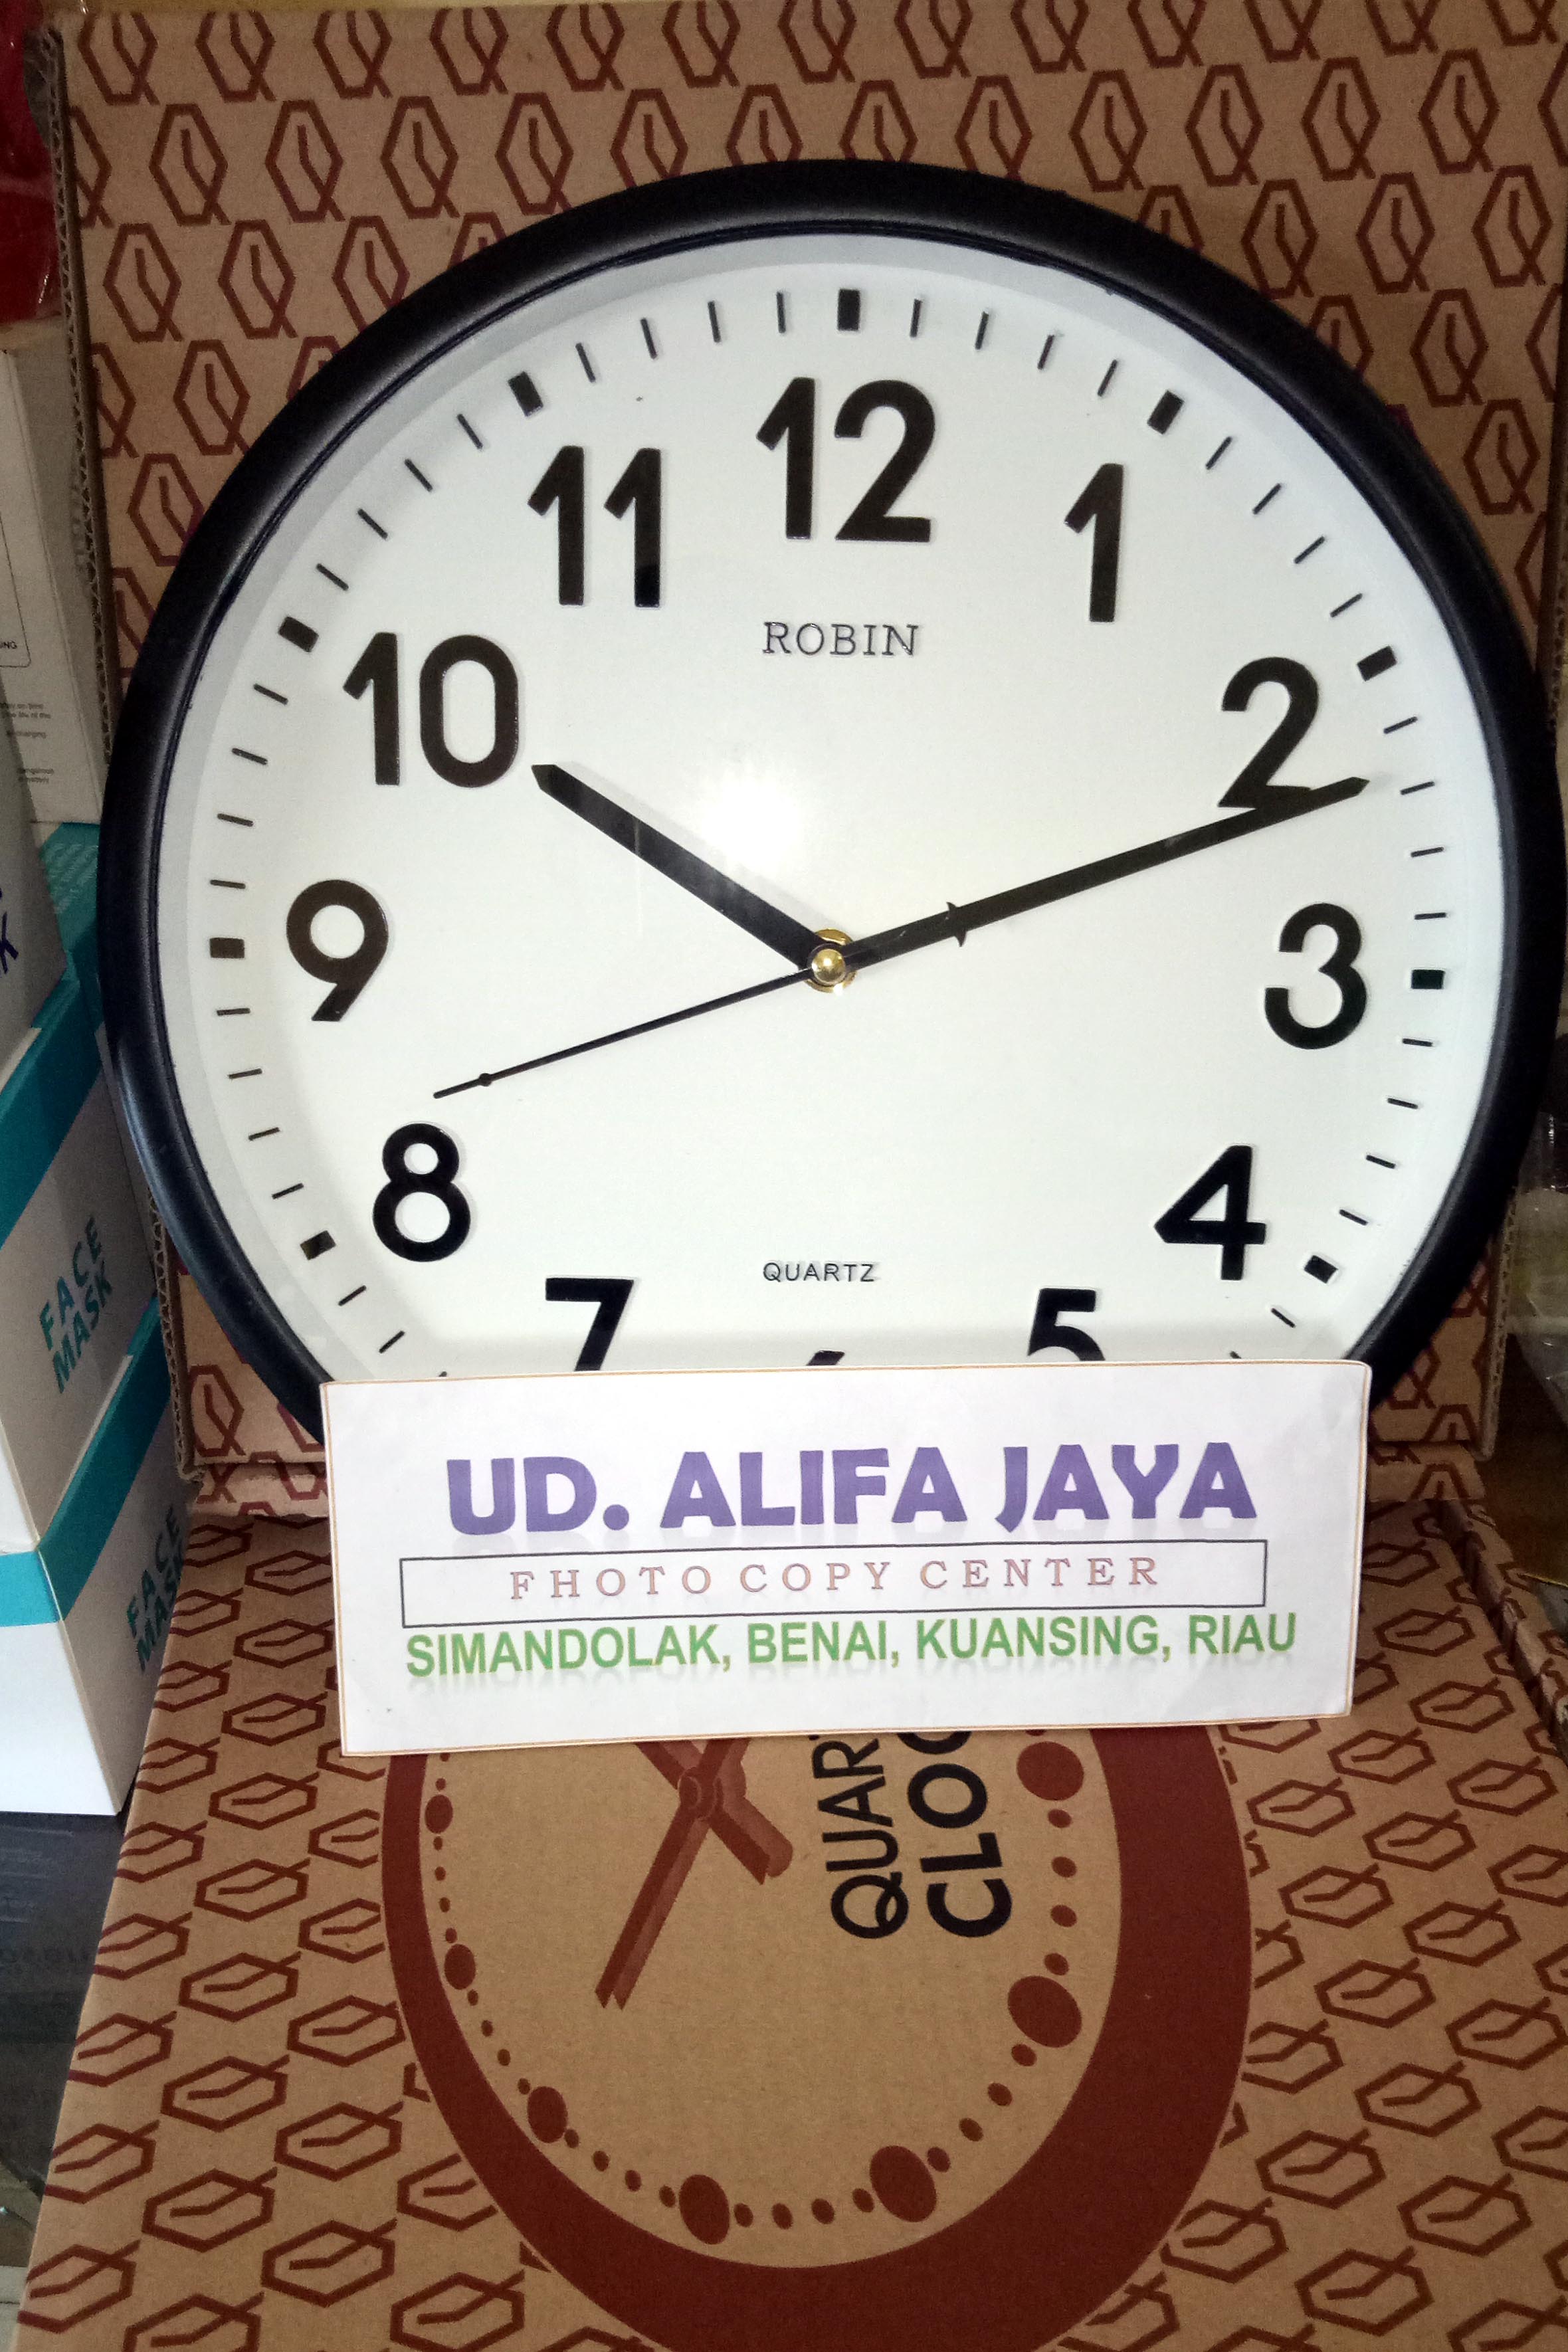 12
11
1
ROBIN
10
2
9
3
8
4
QUARTZ
7
5
UD. ALIFA JAYA
FHOTO COPY CENTER
SIMANDOLAK, BENAI, KUANSING, RIAU
FACE
MASK
FACE
MASK